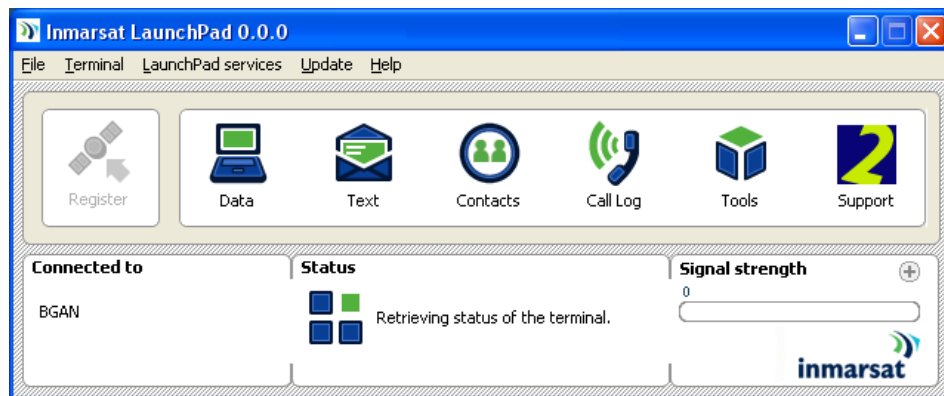 Inmarsat LaunchPad 0.0.0
File Terminal LaunchPad services Update Help
Register Data Text Contacts Call Log Tools Support
Connected to Status Signal strength
0
BGAN Retrieving status of the terminal.
inmarsat